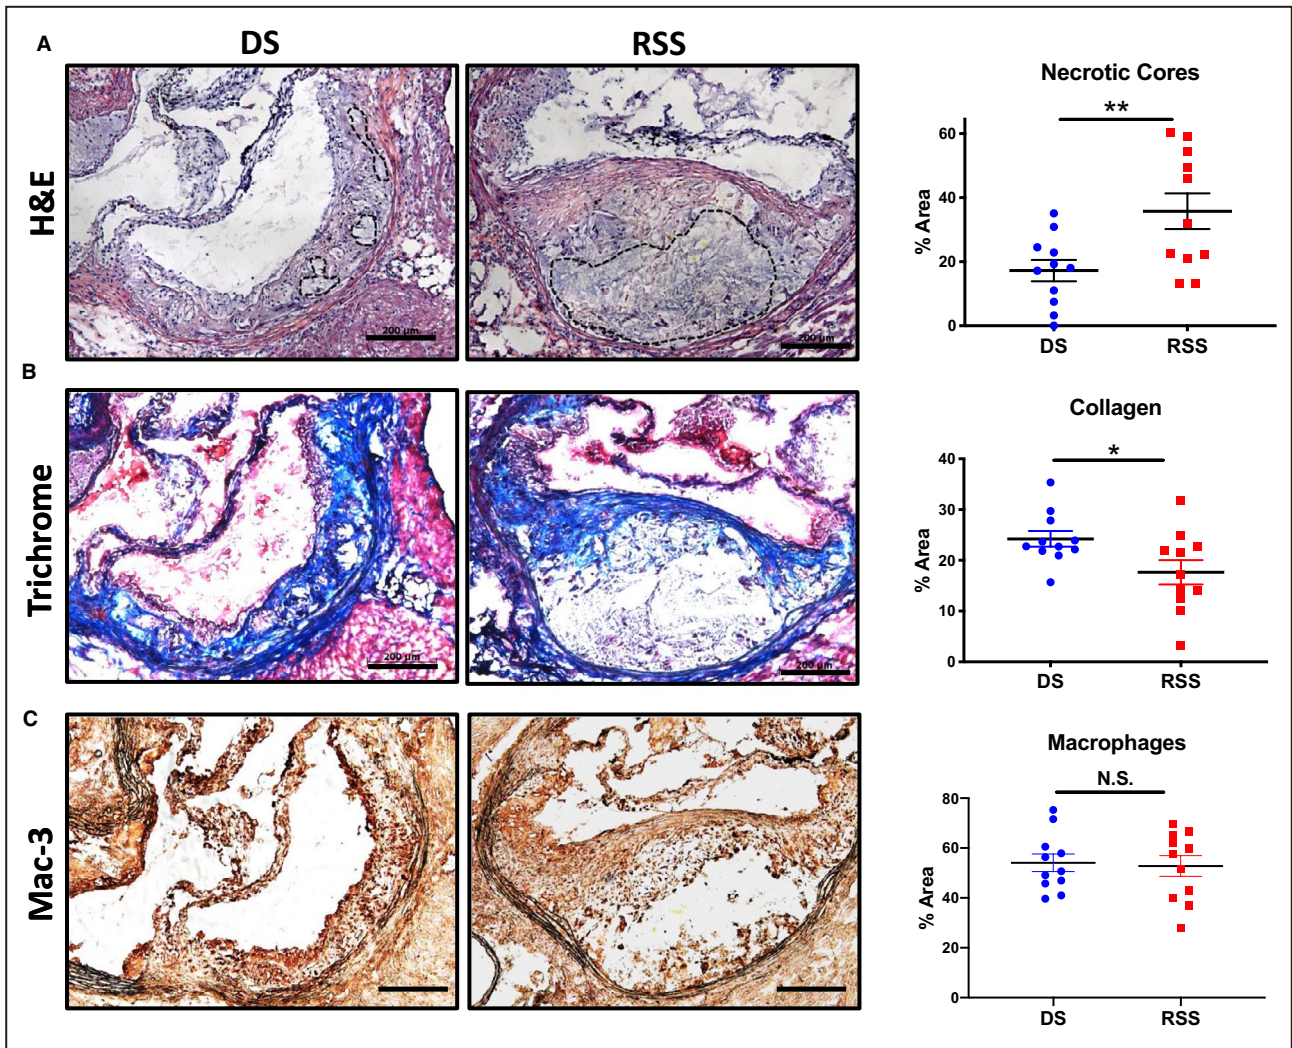 A
DS
RSS
H&E
200 µm
200 µm
Necrotic Cores
**
60
40
20
0
% Area
DS
RSS
B
Trichrome
200 µm
200 µm
Collagen
*
40
30
20
10
0
% Area
DS
RSS
C
Mac-3
Macrophages
N.S.
80
60
40
20
0
% Area
DS
RSS